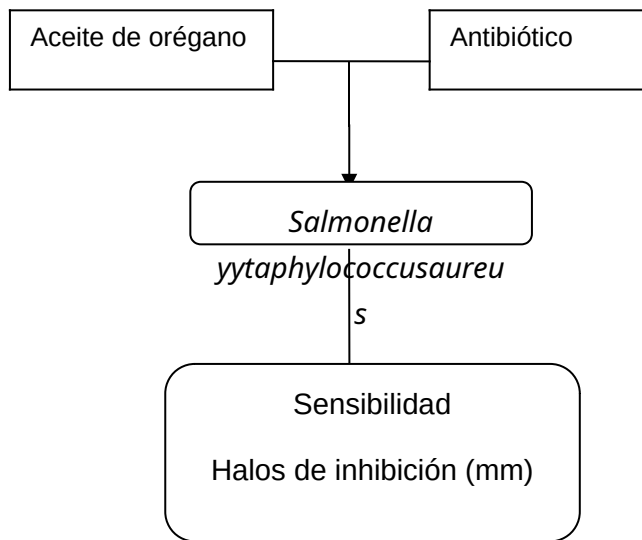 Aceite de orégano
Antibiótico
Salmonella
yytaphylococcusaureu
s
Sensibilidad
Halos de inhibición (mm)